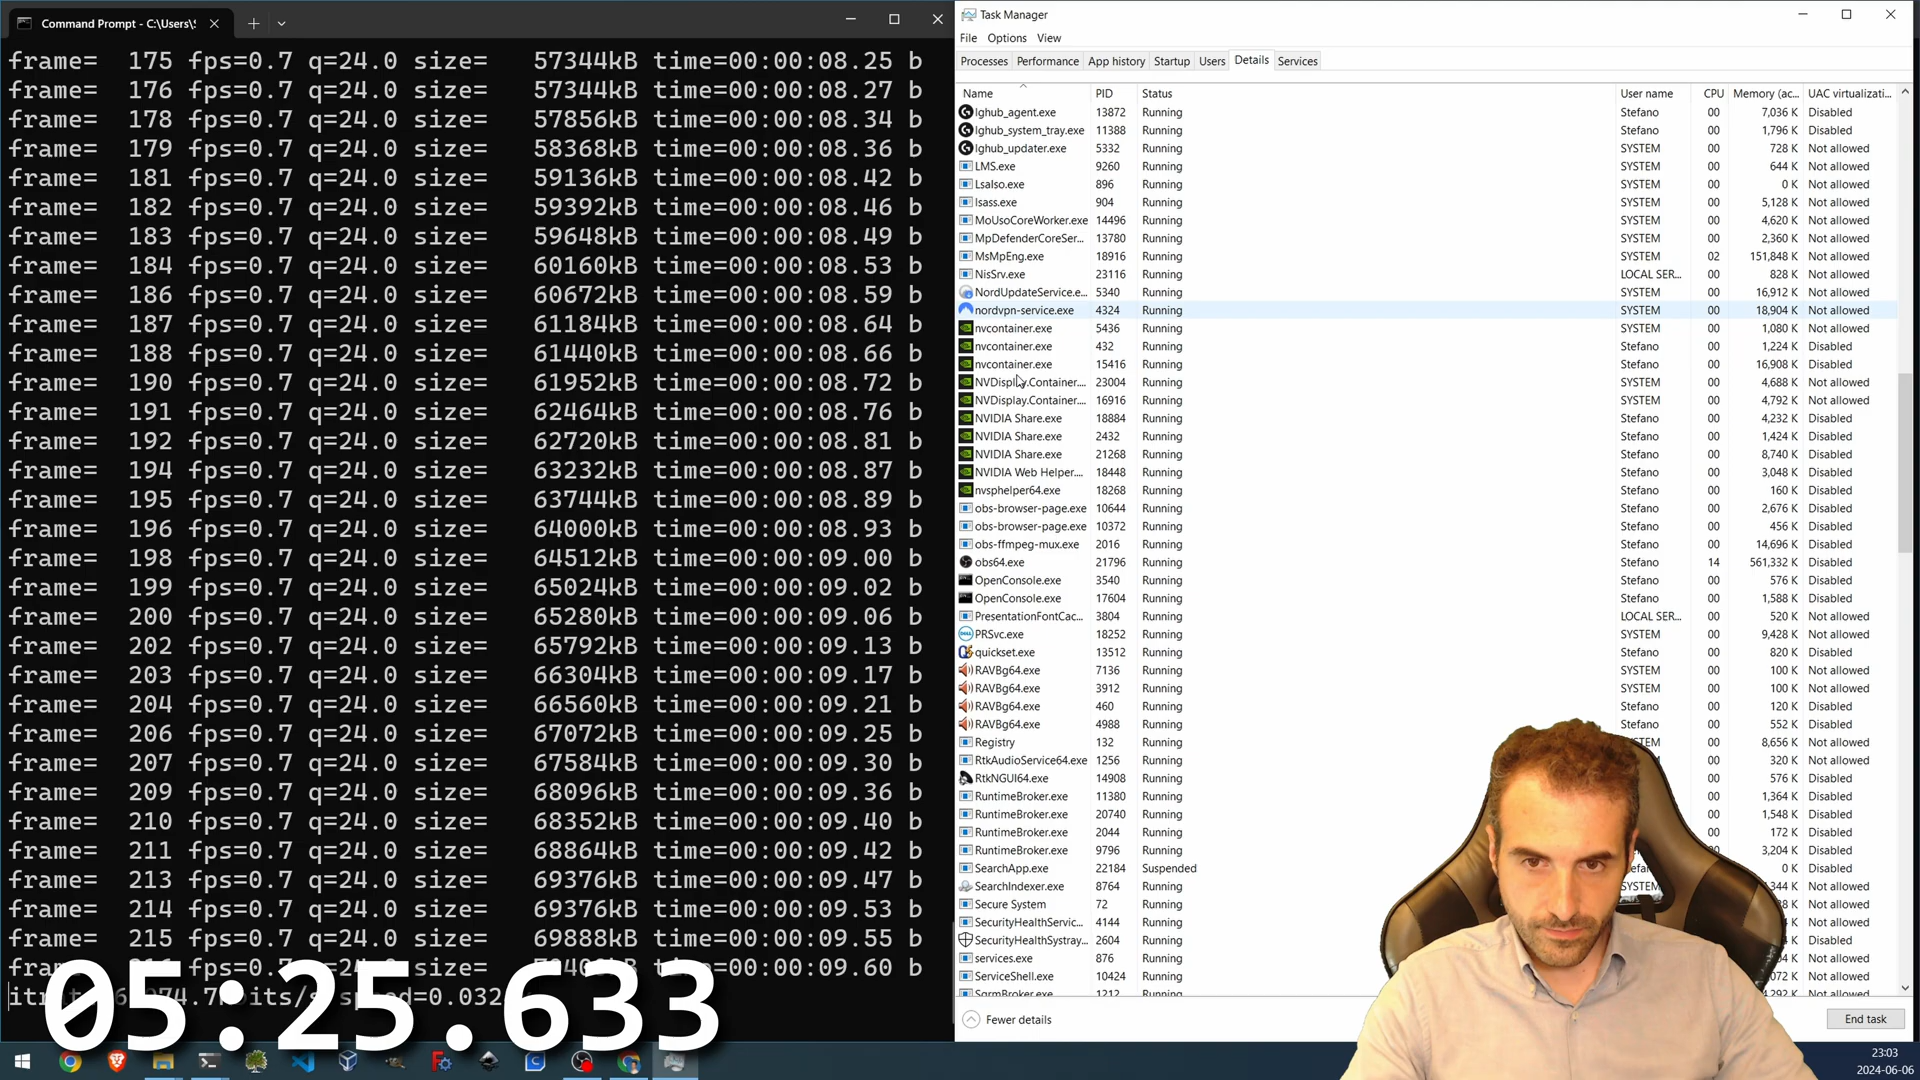 Command Prompt - C:\Users\S
frame= 175 fps=0.7 q=24.0 size= 57344kB time=00:00:08.25 b
frame= 176 fps=0.7 q=24.0 size= 57344kB time=00:00:08.27 b
frame= 178 fps=0.7 q=24.0 size= 57856kB time=00:00:08.34 b
frame= 179 fps=0.7 q=24.0 size= 58368kB time=00:00:08.36 b
frame= 181 fps=0.7 q=24.0 size= 59136kB time=00:00:08.42 b
frame= 182 fps=0.7 q=24.0 size= 59392kB time=00:00:08.46 b
frame= 183 fps=0.7 q=24.0 size= 59648kB time=00:00:08.49 b
frame= 184 fps=0.7 q=24.0 size= 60160kB time=00:00:08.53 b
frame= 186 fps=0.7 q=24.0 size= 60672kB time=00:00:08.59 b
frame= 187 fps=0.7 q=24.0 size= 61184kB time=00:00:08.64 b
frame= 188 fps=0.7 q=24.0 size= 61440kB time=00:00:08.66 b
frame= 190 fps=0.7 q=24.0 size= 61952kB time=00:00:08.72 b
frame= 191 fps=0.7 q=24.0 size= 62464kB time=00:00:08.76 b
frame= 192 fps=0.7 q=24.0 size= 62720kB time=00:00:08.81 b
frame= 194 fps=0.7 q=24.0 size= 63232kB time=00:00:08.87 b
frame= 195 fps=0.7 q=24.0 size= 63744kB time=00:00:08.89 b
frame= 196 fps=0.7 q=24.0 size= 64000kB time=00:00:08.93 b
frame= 198 fps=0.7 q=24.0 size= 64512kB time=00:00:09.00 b
frame= 199 fps=0.7 q=24.0 size= 65024kB time=00:00:09.02 b
frame= 200 fps=0.7 q=24.0 size= 65280kB time=00:00:09.06 b
frame= 202 fps=0.7 q=24.0 size= 65792kB time=00:00:09.13 b
frame= 203 fps=0.7 q=24.0 size= 66304kB time=00:00:09.17 b
frame= 204 fps=0.7 q=24.0 size= 66560kB time=00:00:09.21 b
frame= 206 fps=0.7 q=24.0 size= 67072kB time=00:00:09.25 b
frame= 207 fps=0.7 q=24.0 size= 67584kB time=00:00:09.30 b
frame= 209 fps=0.7 q=24.0 size= 68096kB time=00:00:09.36 b
frame= 210 fps=0.7 q=24.0 size= 68352kB time=00:00:09.40 b
frame= 211 fps=0.7 q=24.0 size= 68864kB time=00:00:09.42 b
frame= 213 fps=0.7 q=24.0 size= 69376kB time=00:00:09.47 b
frame= 214 fps=0.7 q=24.0 size= 69376kB time=00:00:09.53 b
frame= 215 fps=0.7 q=24.0 size= 69888kB time=00:00:09.55 b
time=00:00:09.60 b
05:25.633
Task Manager
File Options View
Processes Performance App history Startup Users Details Services
Name PID Status User name CPU Memory (ac... UAC virtualizati...
lghub_agent.exe 13872 Running Stefano 00 7,036 K Disabled
lghub_system_tray.exe 11388 Running Stefano 00 1,796 K Disabled
lghub_updater.exe 5332 Running SYSTEM 00 728 K Not allowed
LMS.exe 9260 Running SYSTEM 00 644 K Not allowed
LsaIso.exe 896 Running SYSTEM 00 0 K Not allowed
lsass.exe 904 Running SYSTEM 00 5,128 K Not allowed
MoUsoCoreWorker.exe 14496 Running SYSTEM 00 4,620 K Not allowed
MpDefenderCoreSer... 13780 Running SYSTEM 00 2,360 K Not allowed
MsMpEng.exe 18916 Running SYSTEM 02 151,848 K Not allowed
NisSrv.exe 23116 Running LOCAL SER... 00 828 K Not allowed
NordUpdateService.e... 5340 Running SYSTEM 00 16,912 K Not allowed
nordvpn-service.exe 4324 Running SYSTEM 00 18,904 K Not allowed
nvcontainer.exe 5436 Running SYSTEM 00 1,080 K Not allowed
nvcontainer.exe 432 Running Stefano 00 1,224 K Disabled
nvcontainer.exe 15416 Running Stefano 00 16,908 K Disabled
NVDisplay.Container.... 23004 Running SYSTEM 00 4,688 K Not allowed
NVDisplay.Container.... 16916 Running SYSTEM 00 4,792 K Not allowed
NVIDIA Share.exe 18884 Running Stefano 00 4,232 K Disabled
NVIDIA Share.exe 2432 Running Stefano 00 1,424 K Disabled
NVIDIA Share.exe 21268 Running Stefano 00 8,740 K Disabled
NVIDIA Web Helper.... 18448 Running Stefano 00 3,048 K Disabled
nvsphelper64.exe 18268 Running Stefano 00 160 K Disabled
obs-browser-page.exe 10644 Running Stefano 00 2,676 K Disabled
obs-browser-page.exe 10372 Running Stefano 00 456 K Disabled
obs-ffmpeg-mux.exe 2016 Running Stefano 00 14,696 K Disabled
obs64.exe 21796 Running Stefano 14 561,332 K Disabled
OpenConsole.exe 3540 Running Stefano 00 576 K Disabled
OpenConsole.exe 17604 Running Stefano 00 1,588 K Disabled
PresentationFontCac... 3804 Running LOCAL SER... 00 520 K Not allowed
PRSvc.exe 18252 Running SYSTEM 00 9,428 K Not allowed
quickset.exe 13512 Running Stefano 00 820 K Disabled
RAVBg64.exe 7136 Running SYSTEM 00 100 K Not allowed
RAVBg64.exe 3912 Running SYSTEM 00 100 K Not allowed
RAVBg64.exe 460 Running Stefano 00 120 K Disabled
RAVBg64.exe 4988 Running Stefano 00 552 K Disabled
Registry 132 Running 00 8,656 K Not allowed
RtkAudioService64.exe 1256 Running 00 320 K Not allowed
RtkNGUI64.exe 14908 Running 00 576 K Disabled
RuntimeBroker.exe 11380 Running 00 1,364 K Disabled
RuntimeBroker.exe 20740 Running 00 1,548 K Disabled
RuntimeBroker.exe 2044 Running 00 172 K Disabled
RuntimeBroker.exe 9796 Running 3,204 K Disabled
SearchApp.exe 22184 Suspended 00 0 K Disabled
SearchIndexer.exe 8764 Running SYSTEM Not allowed
Secure System 72 Running Not allowed
SecurityHealthServic... 4144 Running Not allowed
SecurityHealthSystray... 2604 Running Disabled
services.exe 876 Running Not allowed
ServiceShell.exe 10424 Running Not allowed
SgrmBroker.exe 1212 Running Not allowed
Fewer details
End task
23:03
2024-06-06